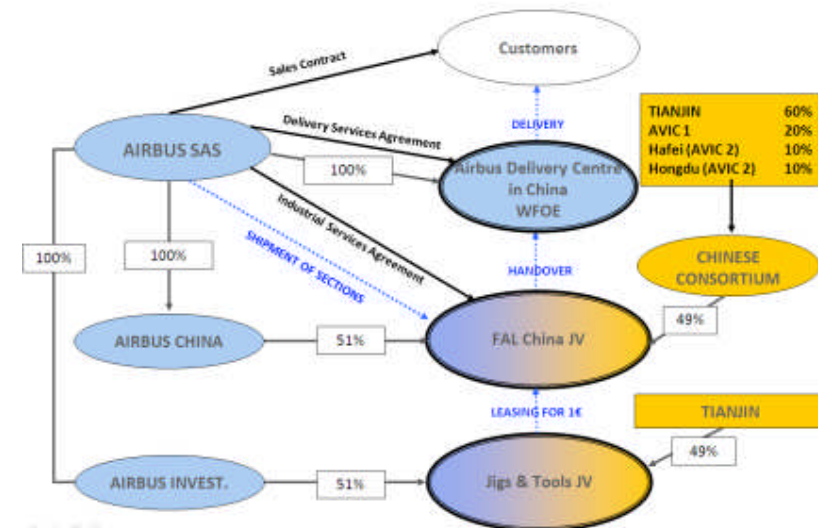 Customers
Sales Contract
TIANJIN 60%
AVIC 1 20%
Hafei (AVIC 2) 10%
Hongdu (AVIC 2) 10%
DELIVERY
Delivery Services Agreement
AIRBUS SAS
100%
Airbus Delivery Centre
in China
WFOE
Industrial Services Agreement
SHIPMENT OF SECTIONS
100%
100%
HANDOVER
CHINESE
CONSORTIUM
49%
AIRBUS CHINA
51%
FAL China JV
LEASING FOR 1€
TIANJIN
49%
AIRBUS INVEST.
51%
Jigs & Tools JV